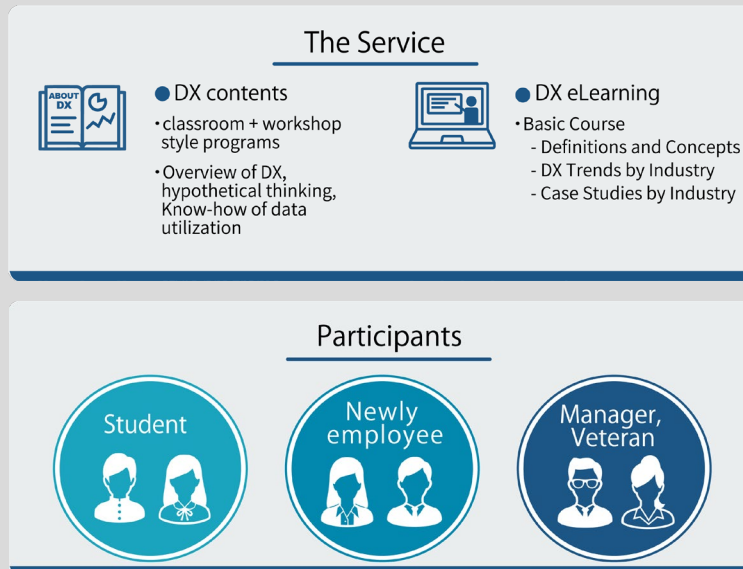 The Service
ABOUT
DX
● DX contents
・classroom + workshop
style programs
・Overview of DX,
hypothetical thinking,
Know-how of data
utilization
● DX eLearning
・Basic Course
- Definitions and Concepts
- DX Trends by Industry
- Case Studies by Industry
Participants
Student
Newly
employee
Manager,
Veteran